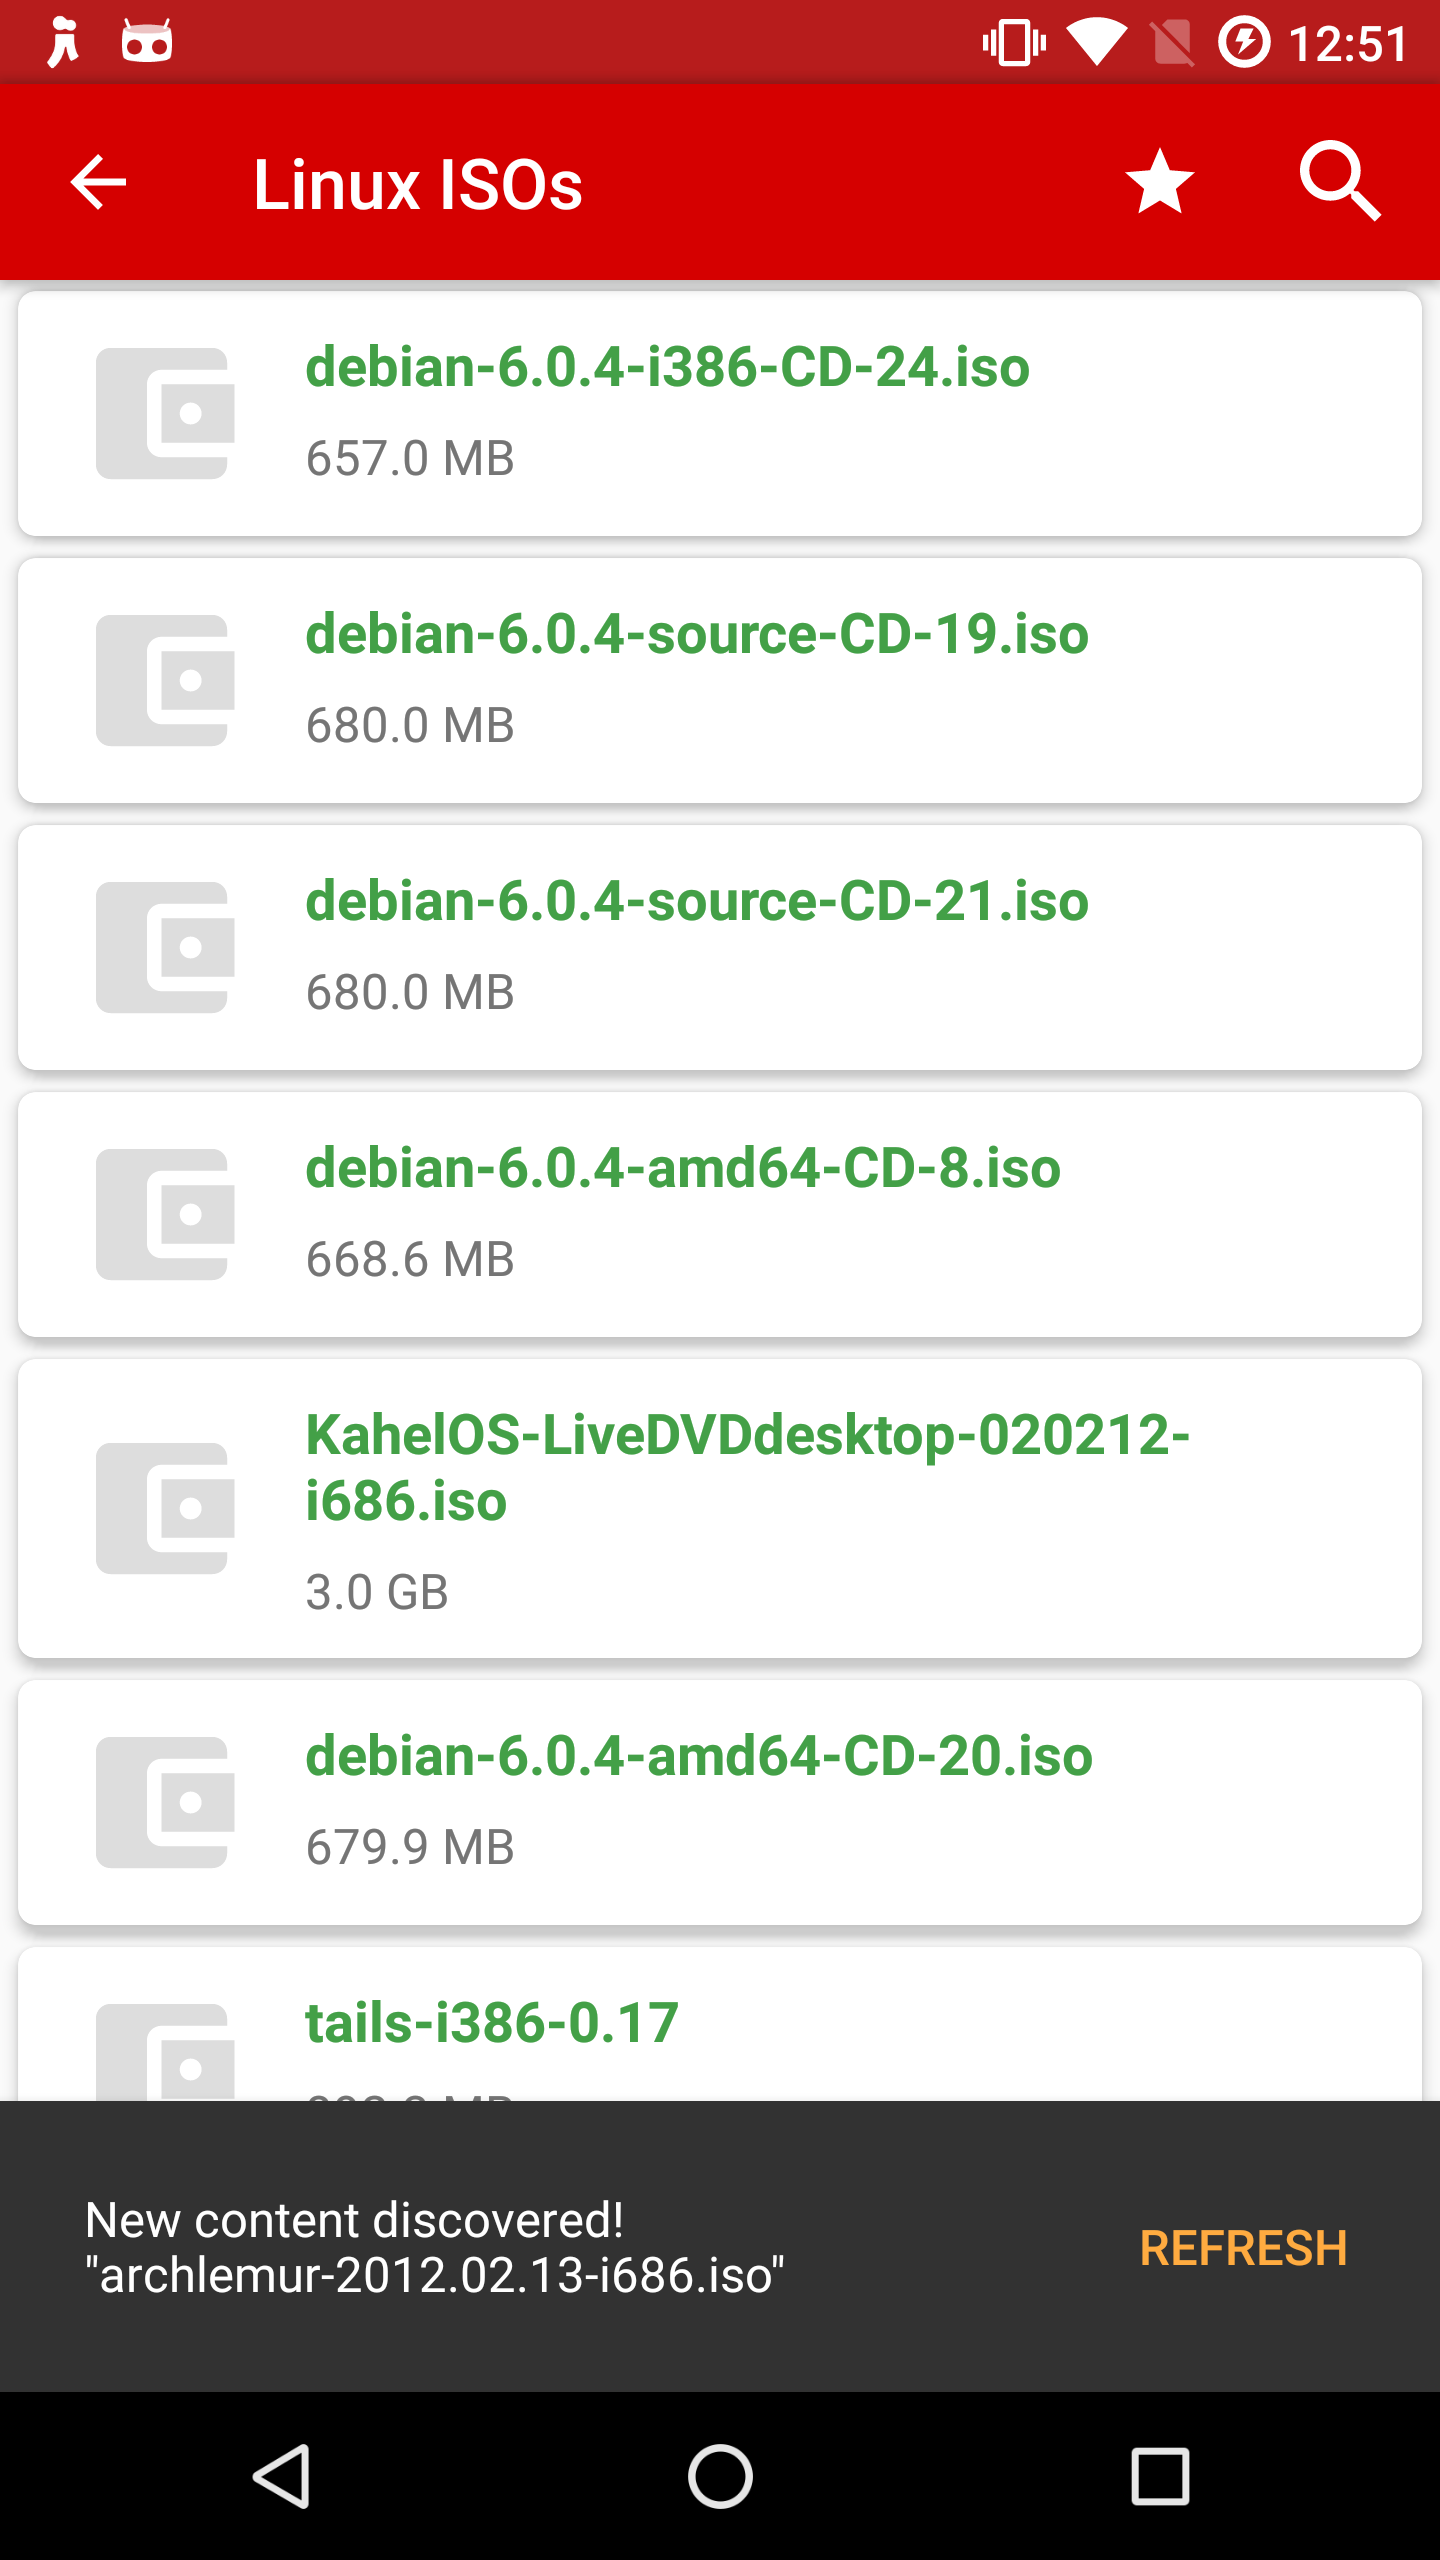 12:51
Linux ISOs
debian-6.0.4-i386-CD-24.iso
657.0 MB
debian-6.0.4-source-CD-19.iso
680.0 MB
debian-6.0.4-source-CD-21.iso
680.0 MB
debian-6.0.4-amd64-CD-8.iso
668.6 MB
KahelOS-LiveDVDdesktop-020212-
i686.iso
3.0 GB
debian-6.0.4-amd64-CD-20.iso
679.9 MB
tails-i386-0.17
MB
New content discovered!
"archlemur-2012.02.13-i686.iso"
REFRESH